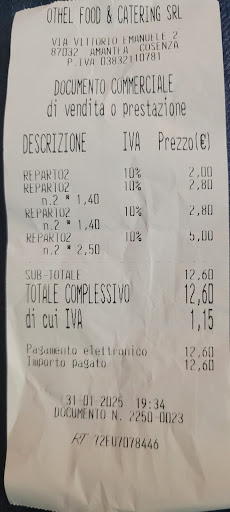 OTHEL FOOD & CATERING SRL
VIA VITTORIO EMANUELE 2
87032 AMANTEA COSENZA
P.IVA 03832110781
DOCUMENTO COMMERCIALE
di vendita o prestazione
DESCRIZIONE IVA Prezzo(€)
REPARTO2 10% 2,00
REPARTO2 10% 2,80
n.2 * 1,40
REPARTO2 10% 2,80
n.2 * 1,40
REPARTO2 10% 5,00
n.2 * 2,50
SUB-TOTALE 12,60
TOTALE COMPLESSIVO 12,60
di cui IVA 1,15
Pagamento elettronico 12,60
Importo pagato 12,60
31-01-2025 19:34
DOCUMENTO N. 2250-0023
RT 72EU7078446